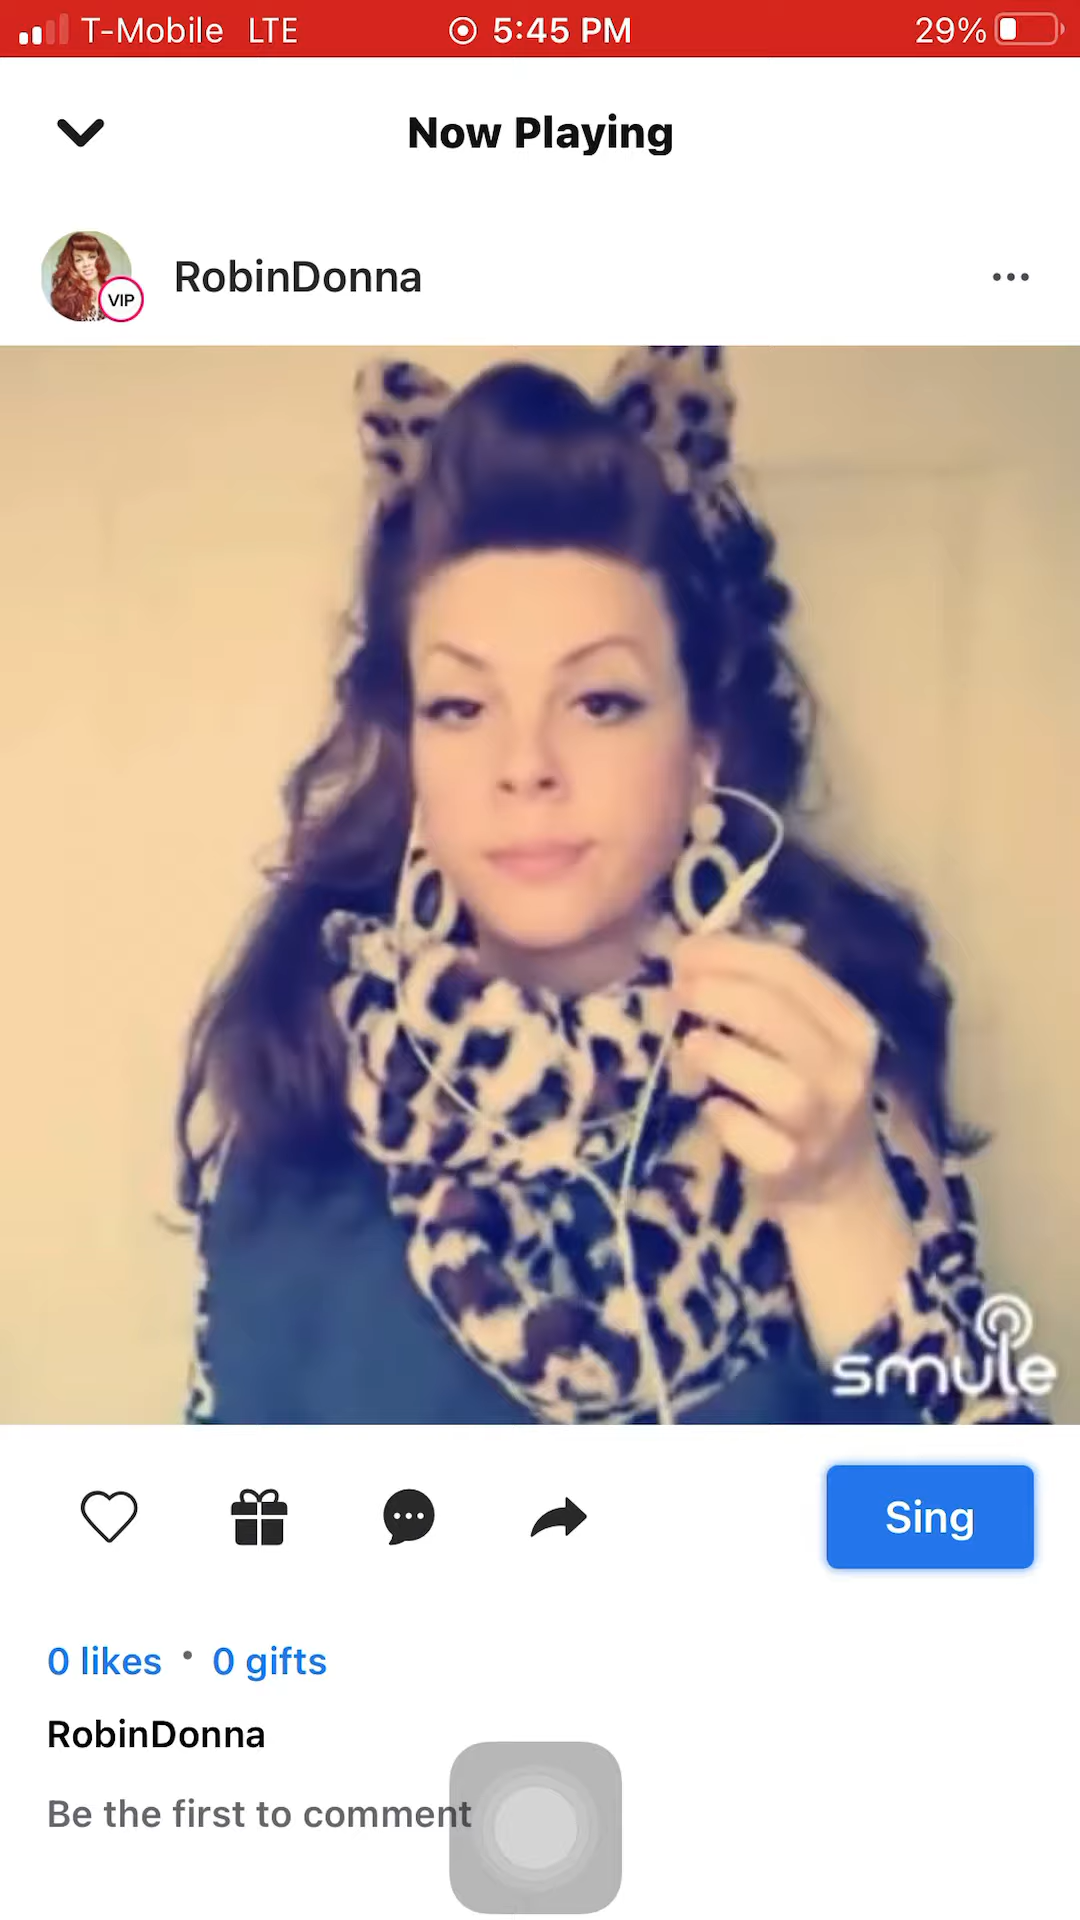 T-Mobile LTE 5:45 PM 29%
Now Playing
VIP
RobinDonna
smule
Sing
0 likes · 0 gifts
RobinDonna
Be the first to comment